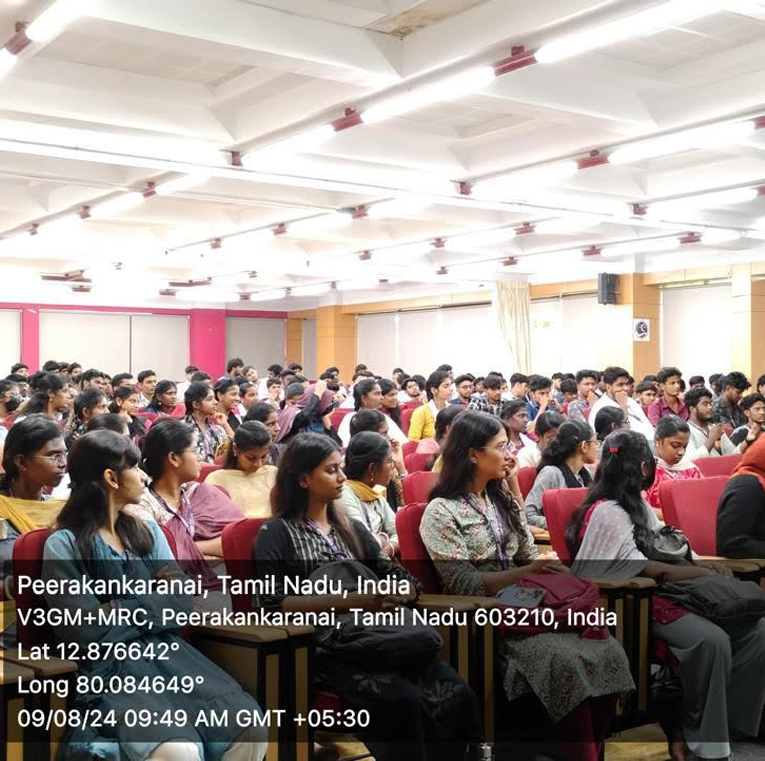 Peerakankaranai, Tamil Nadu, India
V3GM+MRC, Peerakankaranai, Tamil Nadu 603210, India
Lat 12.876642°
Long 80.084649°
09/08/24 09:49 AM GMT +05:30